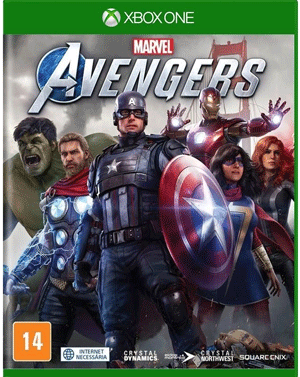 XBOX ONE
MARVEL
AVENGERS
14
INTERNET
NECESSÁRIA
CRYSTAL
DYNAMICS
CRYSTAL
NORTHWEST
SQUARE ENIX